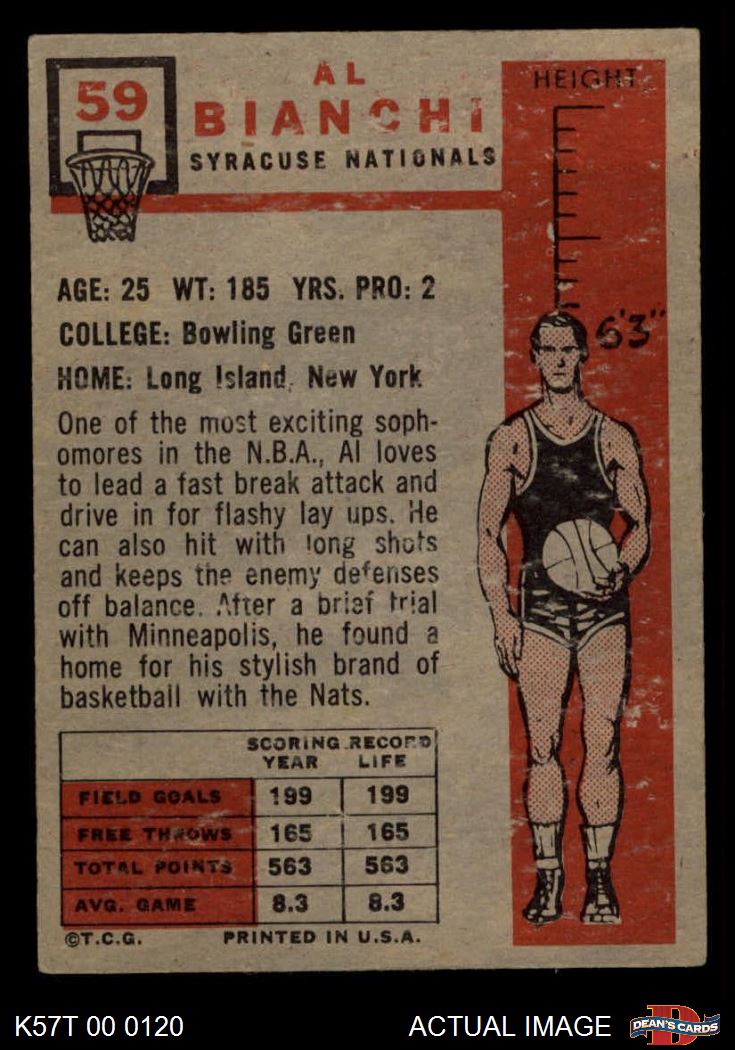 59
AL
BIANCHI
SYRACUSE NATIONALS
HEIGHT
6'3"
AGE: 25 WT: 185 YRS. PRO: 2
COLLEGE: Bowling Green
HOME: Long Island, New York
One of the most exciting soph-
omores in the N.B.A., Al loves
to lead a fast break attack and
drive in for flashy lay ups. He
can also hit with long shots
and keeps the enemy defenses
off balance. After a brief trial
with Minneapolis, he found a
home for his stylish brand of
basketball with the Nats.
SCORING RECORD
YEAR LIFE
FIELD GOALS 199 199
FREE THROWS 165 165
TOTAL POINTS 563 563
AVG. GAME 8.3 8.3
©T.C.G. PRINTED IN U.S.A.
K57T 00 0120 ACTUAL IMAGE DEAN'S CARDS